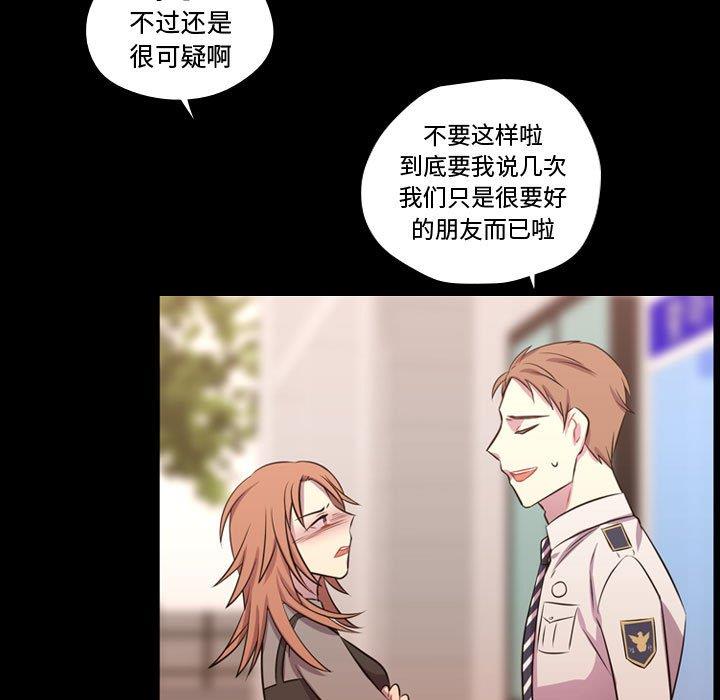 不过还是
很可疑啊
不要这样啦
到底要我说几次
我们只是很要好
的朋友而已啦